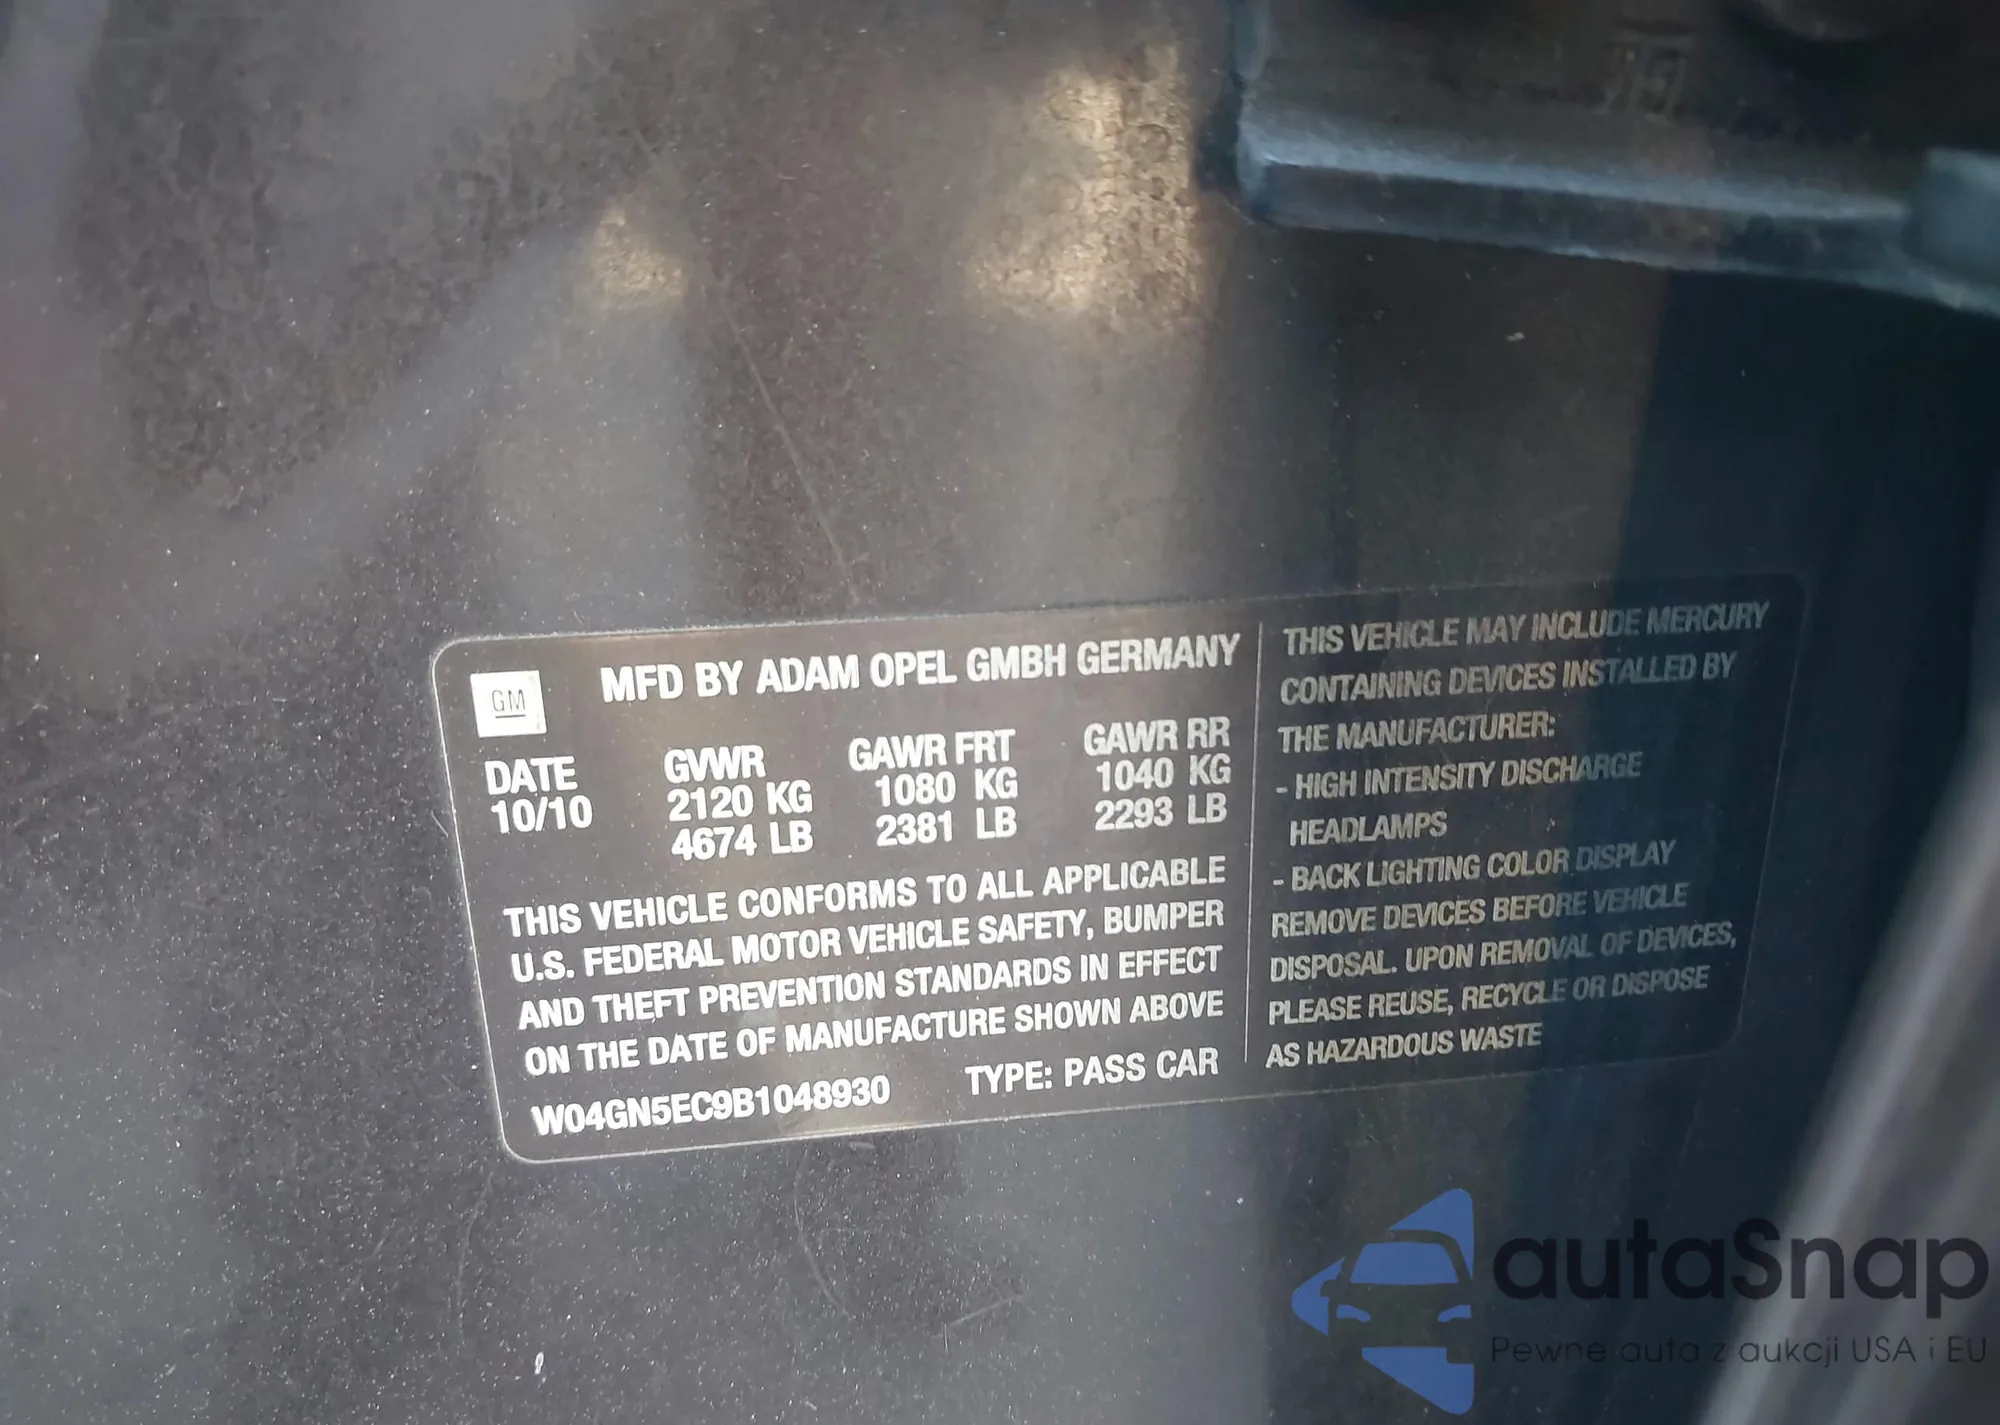 GM
MFD BY ADAM OPEL GMBH GERMANY
DATE GVWR GAWR FRT GAWR RR
10/10 2120 KG 1080 KG 1040 KG
4674 LB 2381 LB 2293 LB
THIS VEHICLE CONFORMS TO ALL APPLICABLE
U.S. FEDERAL MOTOR VEHICLE SAFETY, BUMPER
AND THEFT PREVENTION STANDARDS IN EFFECT
ON THE DATE OF MANUFACTURE SHOWN ABOVE
W04GN5EC9B1048930 TYPE: PASS CAR
THIS VEHICLE MAY INCLUDE MERCURY
CONTAINING DEVICES INSTALLED BY
THE MANUFACTURER:
- HIGH INTENSITY DISCHARGE
HEADLAMPS
- BACK LIGHTING COLOR DISPLAY
REMOVE DEVICES BEFORE VEHICLE
DISPOSAL. UPON REMOVAL OF DEVICES,
PLEASE REUSE, RECYCLE OR DISPOSE
AS HAZARDOUS WASTE
autaSnap
Pewne auta z aukcji USA i EU